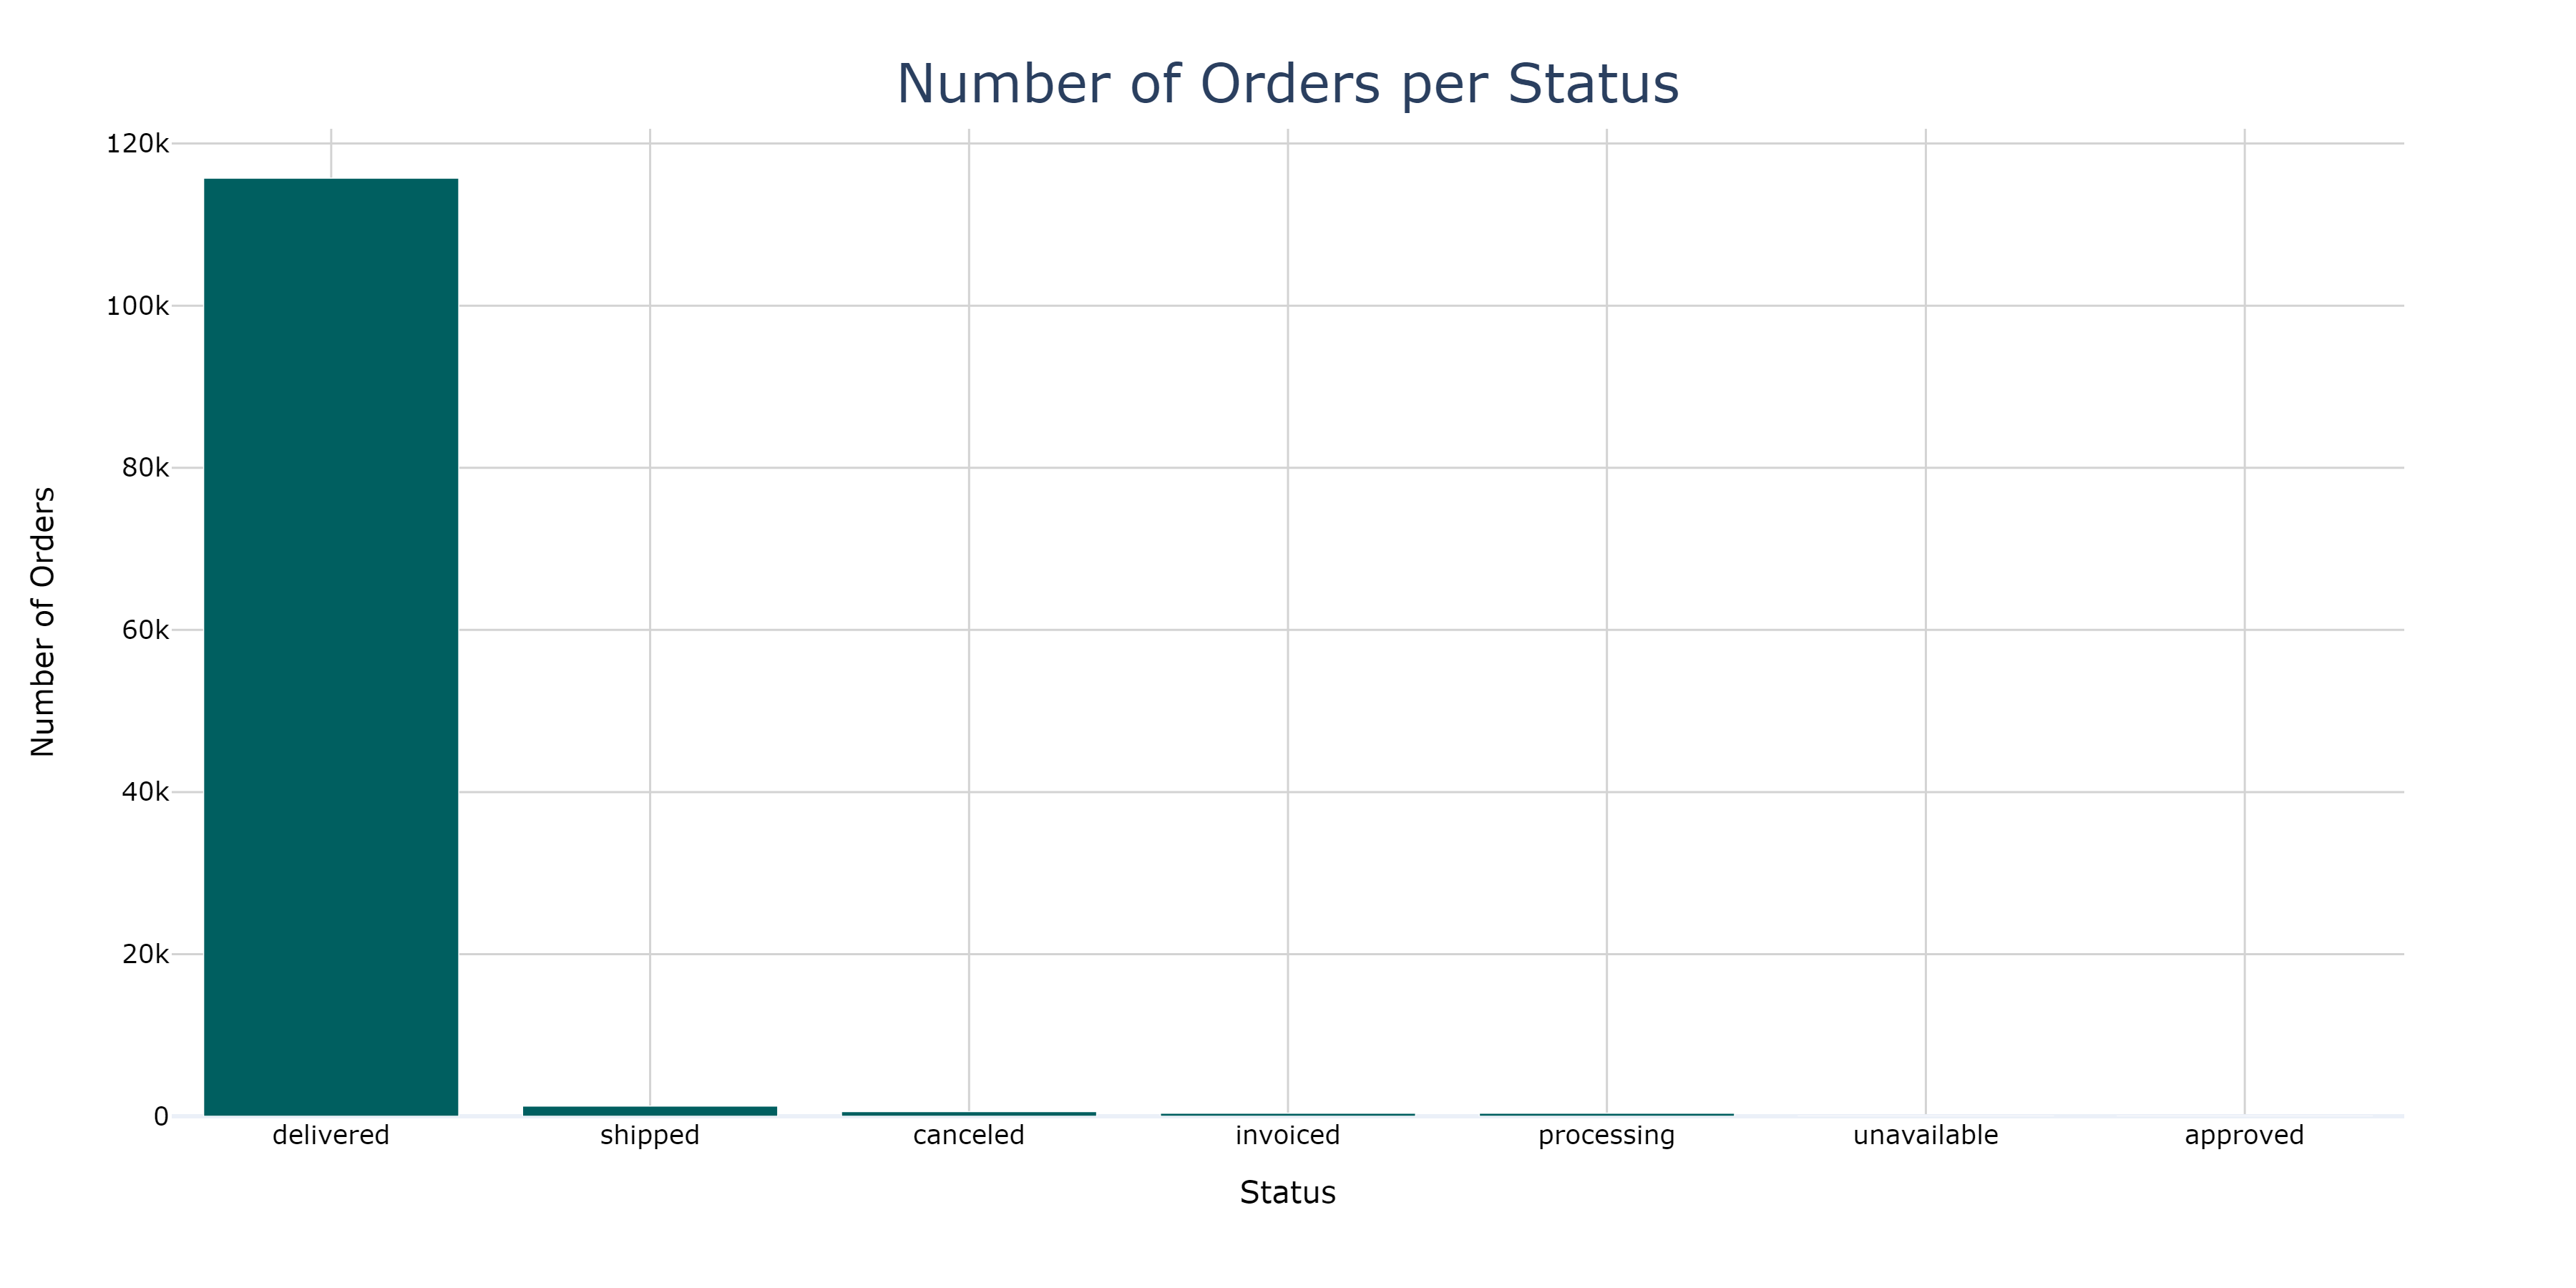 Number of Orders per Status
120k
100k
80k
60k
40k
20k
0
Number of Orders
delivered shipped canceled invoiced processing unavailable approved
Status